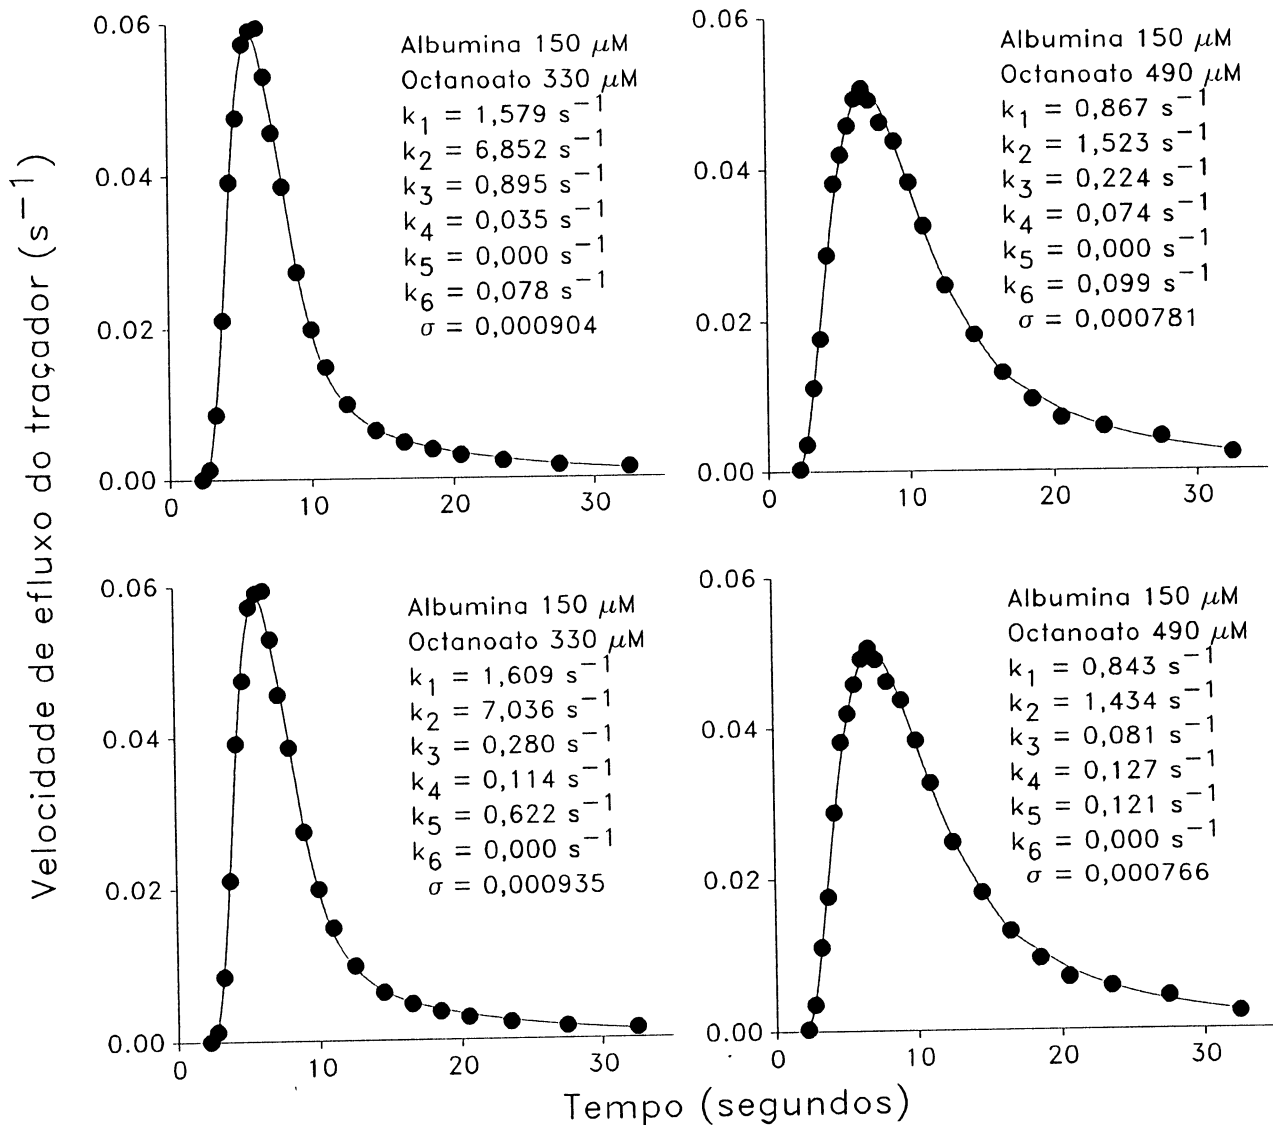 Velocidade de efluxo do traçador (s⁻¹)
0.06
0.04
0.02
0.00
0
10
20
30
Albumina 150 μM
Octanoato 330 μM
k₁ = 1,579 s⁻¹
k₂ = 6,852 s⁻¹
k₃ = 0,895 s⁻¹
k₄ = 0,035 s⁻¹
k₅ = 0,000 s⁻¹
k₆ = 0,078 s⁻¹
σ = 0,000904
0.06
0.04
0.02
0.00
0
10
20
30
Albumina 150 μM
Octanoato 490 μM
k₁ = 0,867 s⁻¹
k₂ = 1,523 s⁻¹
k₃ = 0,224 s⁻¹
k₄ = 0,074 s⁻¹
k₅ = 0,000 s⁻¹
k₆ = 0,099 s⁻¹
σ = 0,000781
0.06
0.04
0.02
0.00
0
10
20
30
Albumina 150 μM
Octanoato 330 μM
k₁ = 1,609 s⁻¹
k₂ = 7,036 s⁻¹
k₃ = 0,280 s⁻¹
k₄ = 0,114 s⁻¹
k₅ = 0,622 s⁻¹
k₆ = 0,000 s⁻¹
σ = 0,000935
0.06
0.04
0.02
0.00
0
10
20
30
Albumina 150 μM
Octanoato 490 μM
k₁ = 0,843 s⁻¹
k₂ = 1,434 s⁻¹
k₃ = 0,081 s⁻¹
k₄ = 0,127 s⁻¹
k₅ = 0,121 s⁻¹
k₆ = 0,000 s⁻¹
σ = 0,000766
Tempo (segundos)